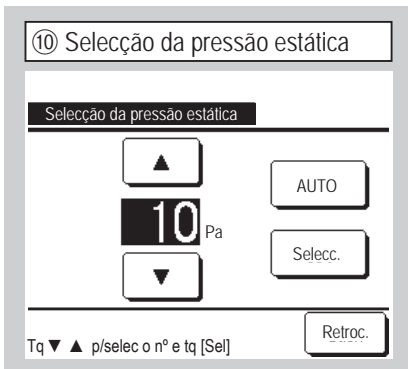 ⑩ Selecção da pressão estática
Selecção da pressão estática
▲
AUTO
10 Pa
Selecc.
▼
Retroc.
Tq ▼ ▲ p/selec o nº e tq [Sel]